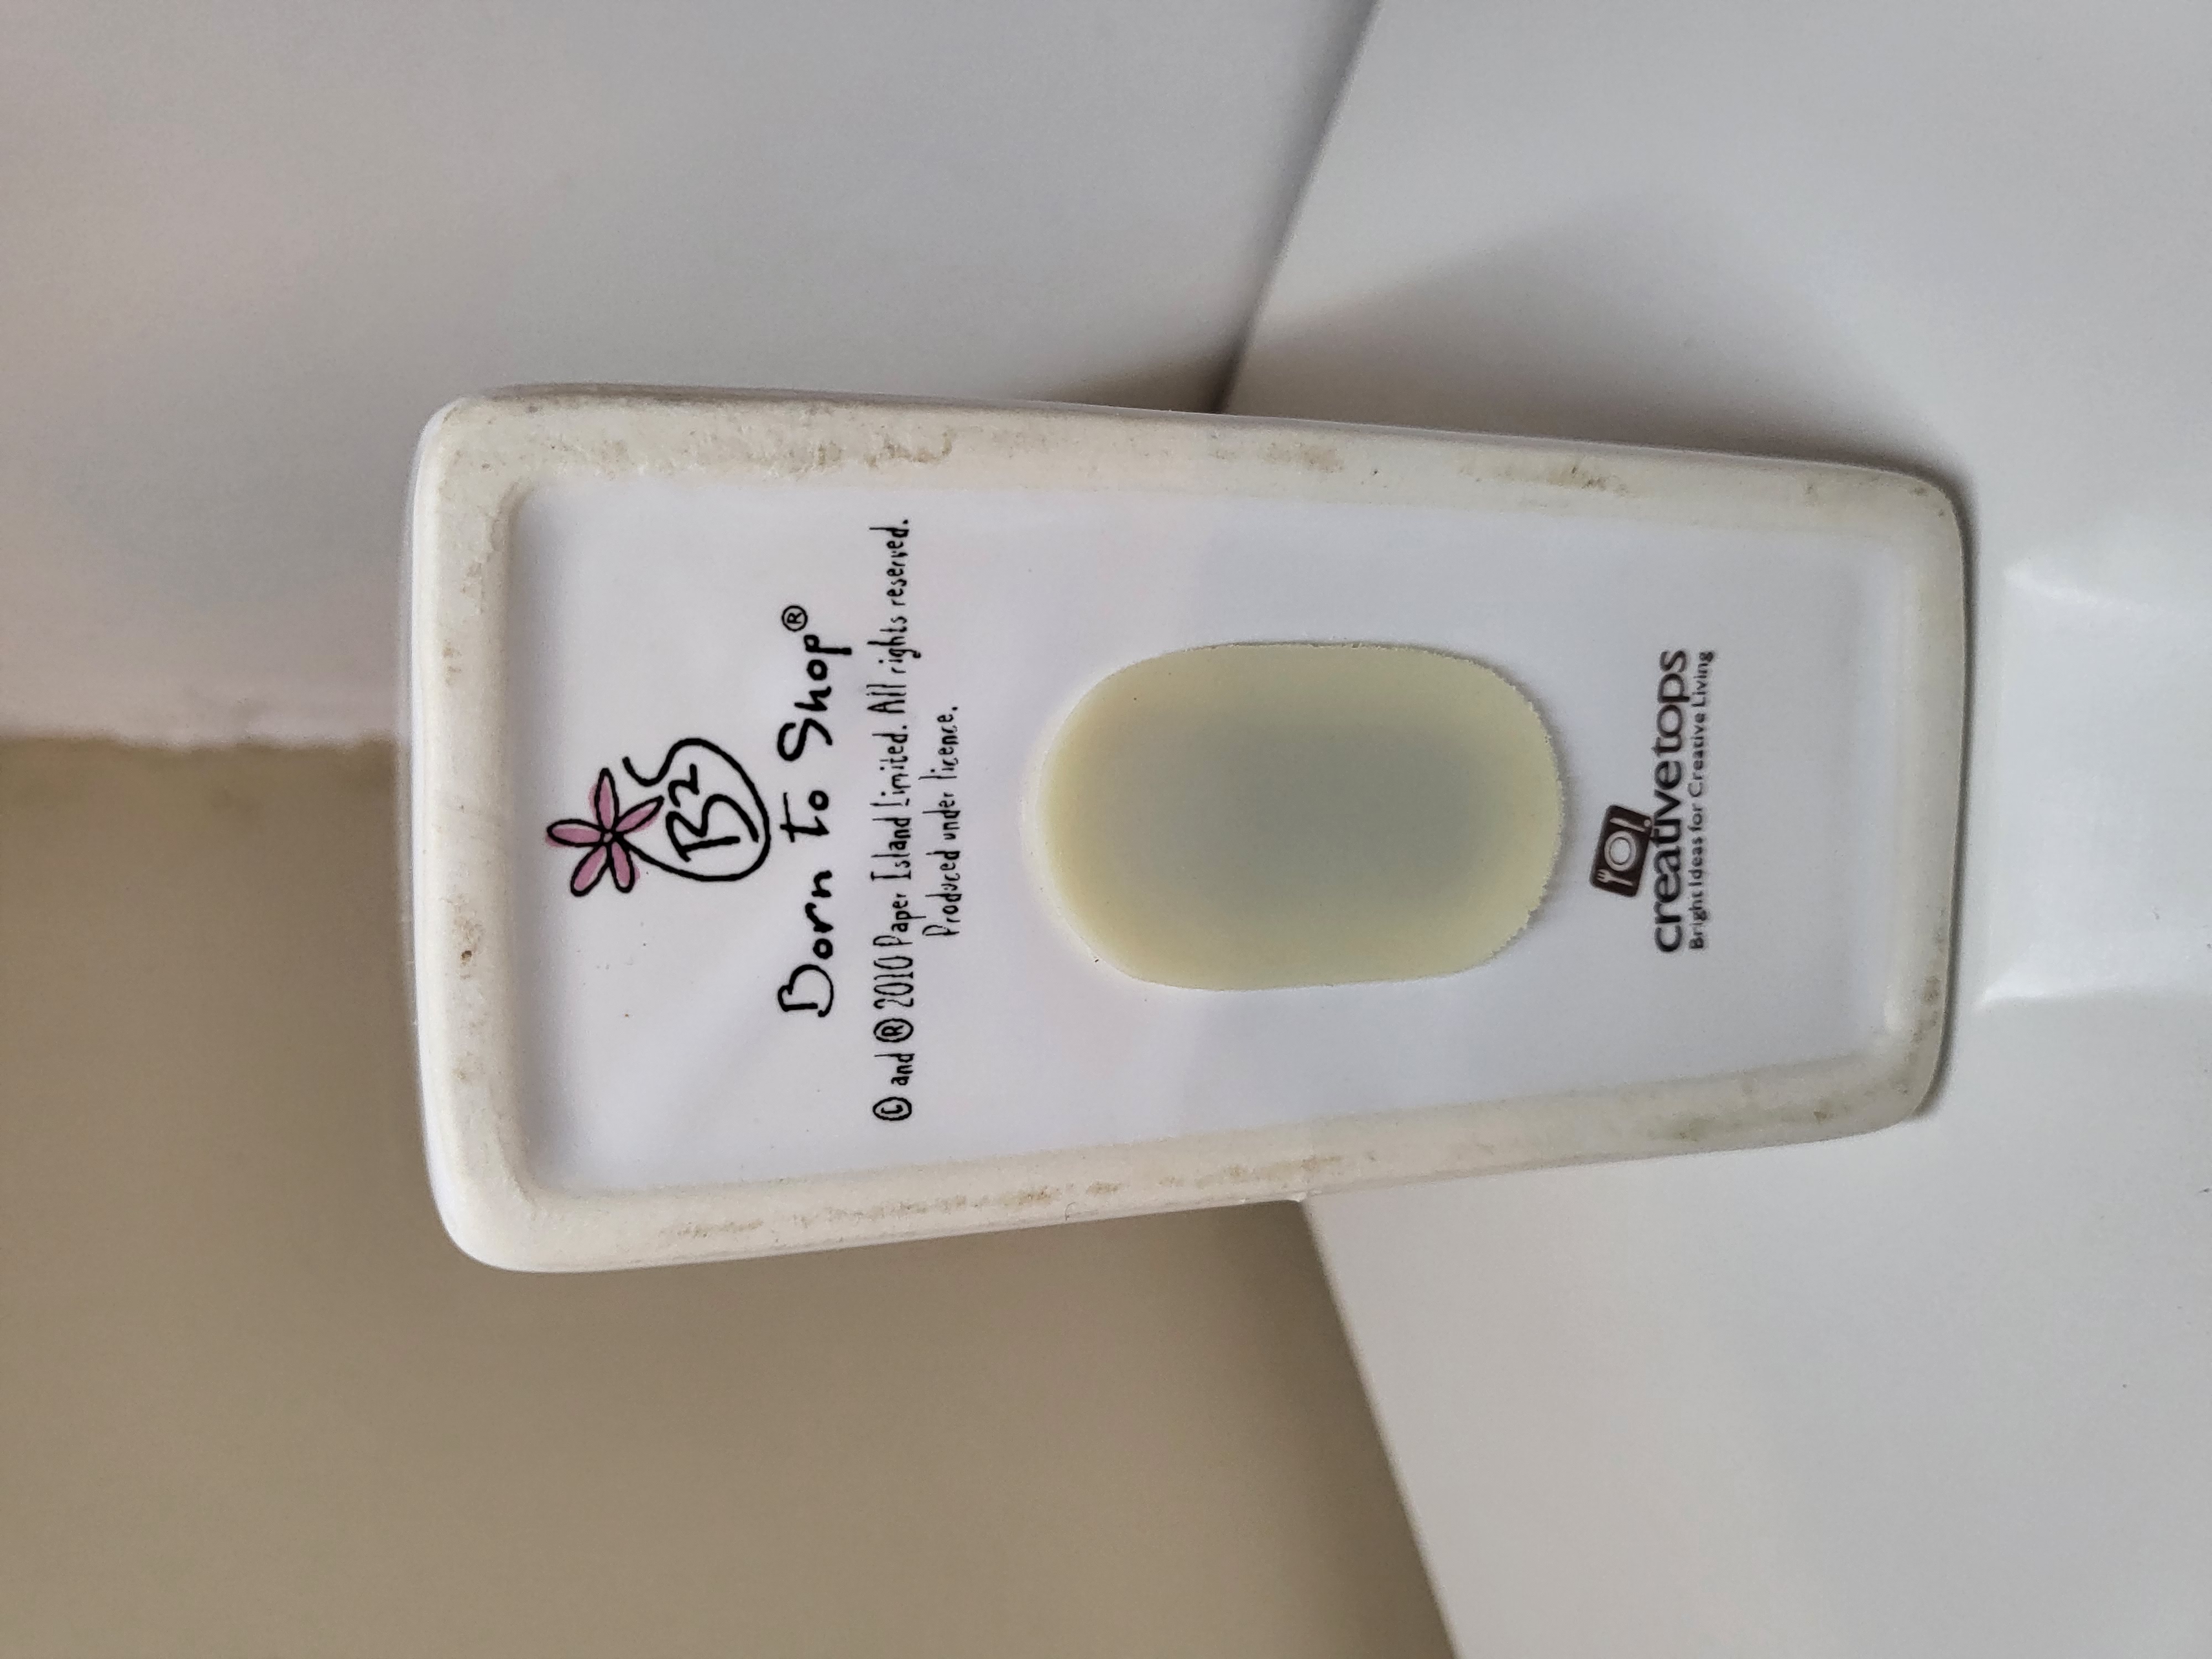 B2S
Born to Shop®
© and ® 2010 Paper Island Limited. All rights reserved.
Produced under licence.
creativetops
Bright Ideas for Creative Living